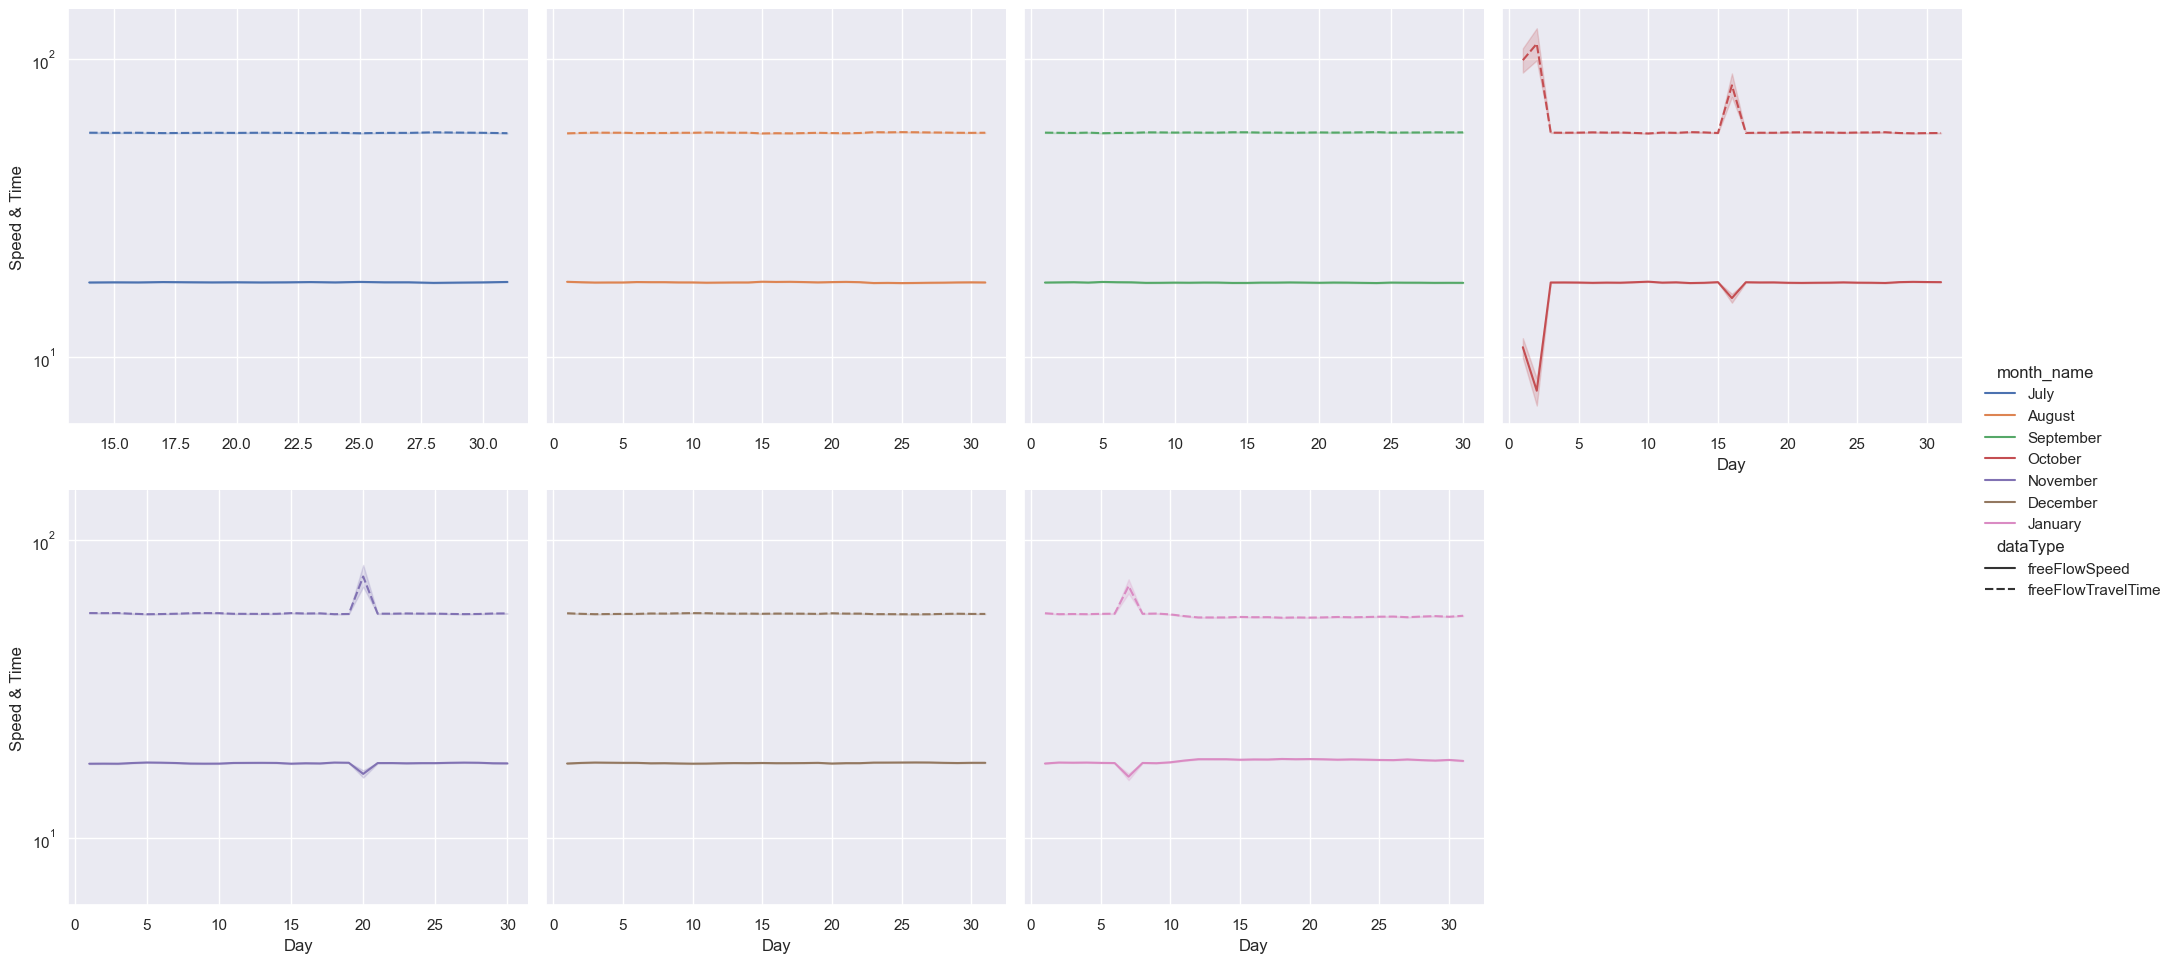 Speed & Time
10²
10¹
15.0 17.5 20.0 22.5 25.0 27.5 30.0
0 5 10 15 20 25 30
0 5 10 15 20 25 30
0 5 10 15 20 25 30
Day
month_name
July
August
September
October
November
December
January
dataType
freeFlowSpeed
freeFlowTravelTime
Speed & Time
10²
10¹
0 5 10 15 20 25 30
Day
0 5 10 15 20 25 30
Day
0 5 10 15 20 25 30
Day